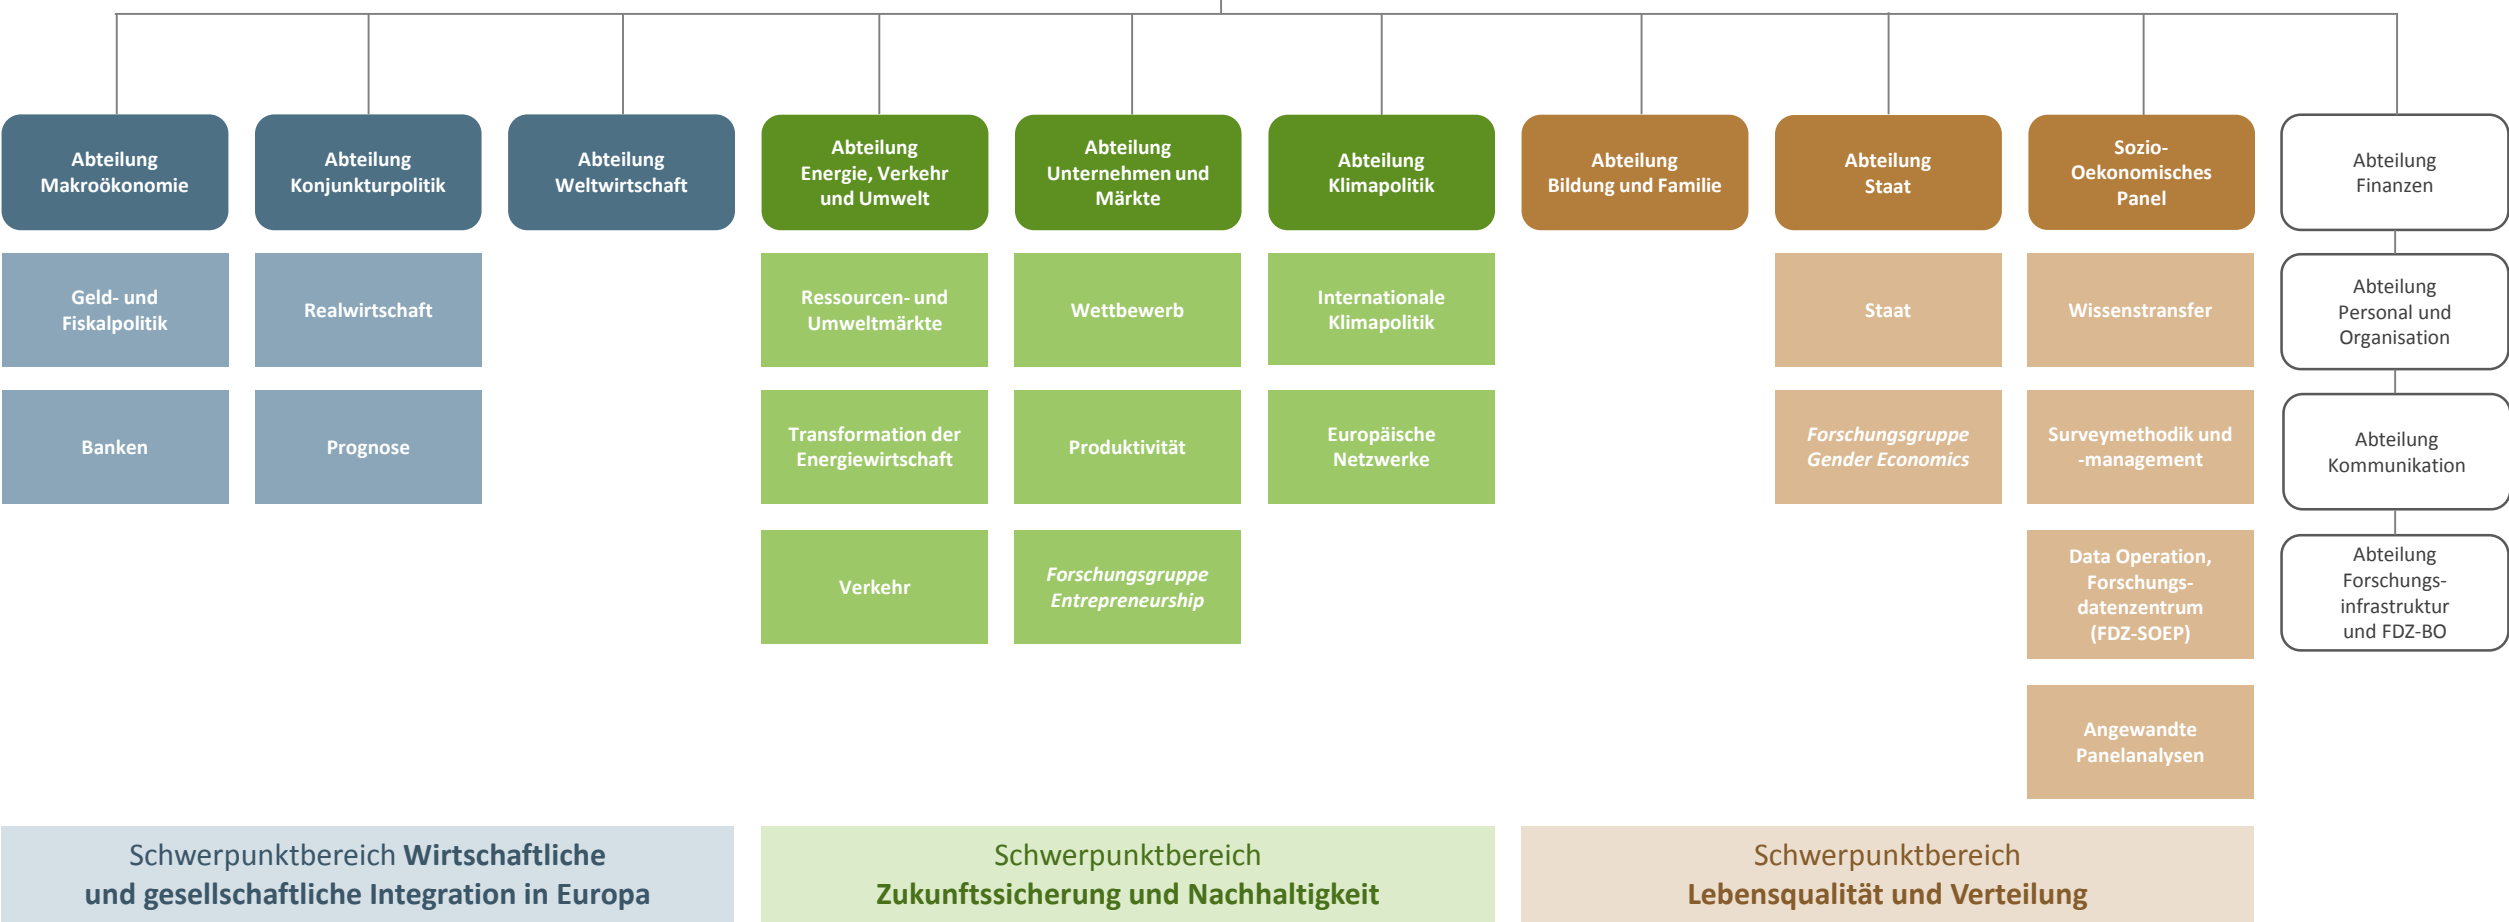 Abteilung
Makroökonomie
Abteilung
Konjunkturpolitik
Abteilung
Weltwirtschaft
Abteilung
Energie, Verkehr
und Umwelt
Abteilung
Unternehmen und
Märkte
Abteilung
Klimapolitik
Abteilung
Bildung und Familie
Abteilung
Staat
Sozio-
Oekonomisches
Panel
Abteilung
Finanzen
Geld- und
Fiskalpolitik
Realwirtschaft
Ressourcen- und
Umweltmärkte
Wettbewerb
Internationale
Klimapolitik
Staat
Wissenstransfer
Abteilung
Personal und
Organisation
Banken
Prognose
Transformation der
Energiewirtschaft
Produktivität
Europäische
Netzwerke
Forschungsgruppe
Gender Economics
Surveymethodik und
-management
Abteilung
Kommunikation
Verkehr
Forschungsgruppe
Entrepreneurship
Data Operation,
Forschungs-
datenzentrum
(FDZ-SOEP)
Abteilung
Forschungs-
infrastruktur
und FDZ-BO
Angewandte
Panelanalysen
Schwerpunktbereich Wirtschaftliche
und gesellschaftliche Integration in Europa
Schwerpunktbereich
Zukunftssicherung und Nachhaltigkeit
Schwerpunktbereich
Lebensqualität und Verteilung